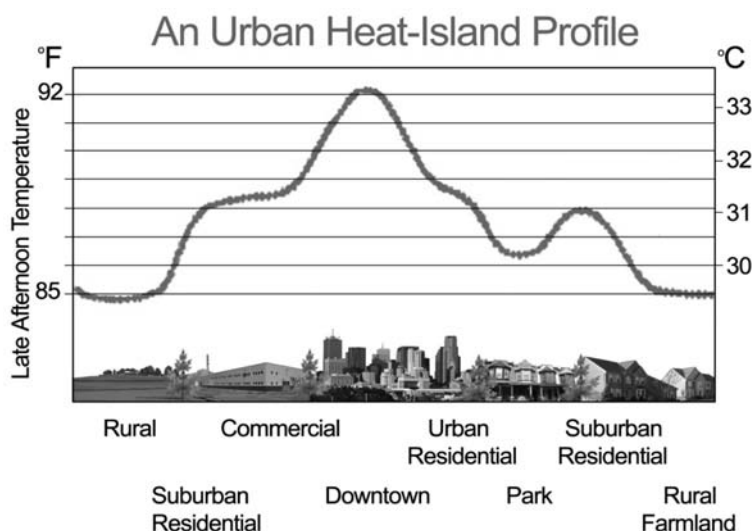 An Urban Heat-Island Profile
°F
°C
92
85
33
32
31
30
Late Afternoon Temperature
Rural
Commercial
Urban
Residential
Suburban
Residential
Suburban
Residential
Downtown
Park
Rural
Farmland